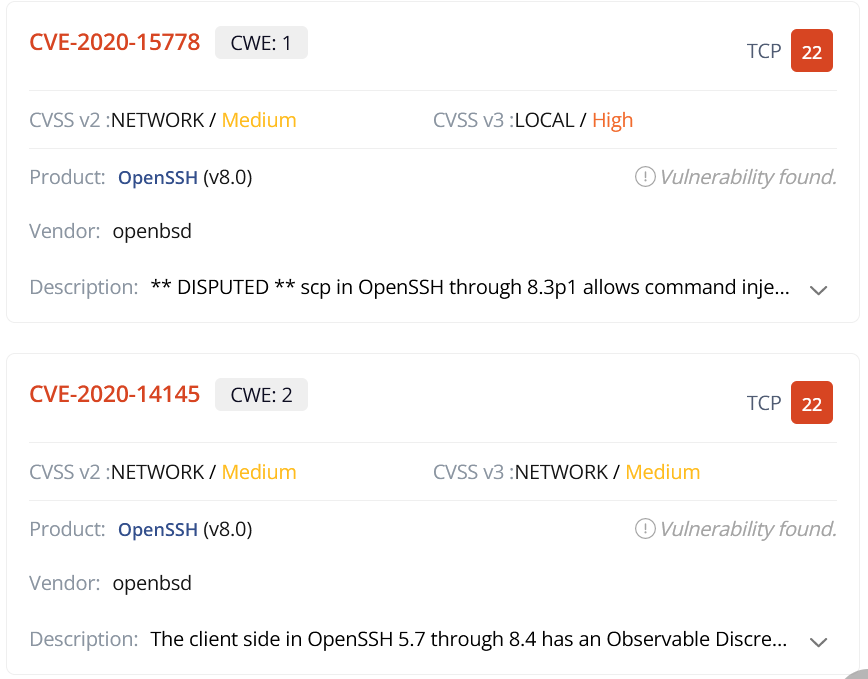 CVE-2020-15778 CWE: 1 TCP 22
CVSS v2 :NETWORK / Medium CVSS v3 :LOCAL / High
Product: OpenSSH (v8.0) Vulnerability found.
Vendor: openbsd
Description: ** DISPUTED ** scp in OpenSSH through 8.3p1 allows command inje...
CVE-2020-14145 CWE: 2 TCP 22
CVSS v2 :NETWORK / Medium CVSS v3 :NETWORK / Medium
Product: OpenSSH (v8.0) Vulnerability found.
Vendor: openbsd
Description: The client side in OpenSSH 5.7 through 8.4 has an Observable Discre...